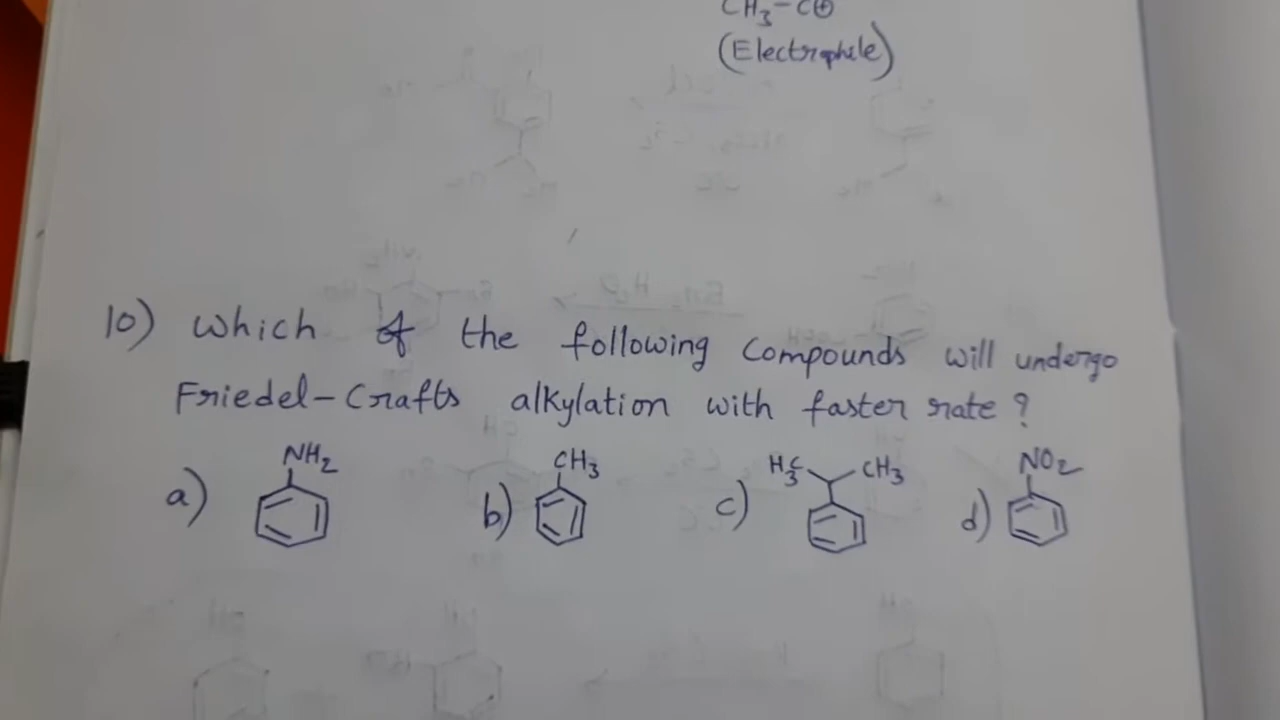 CH3-C⊕
(Electrophile)
10) Which of the following Compounds will undergo
Friedel-Crafts alkylation with faster rate ?
a) NH2 b) CH3 c) H3C CH3 d) NO2